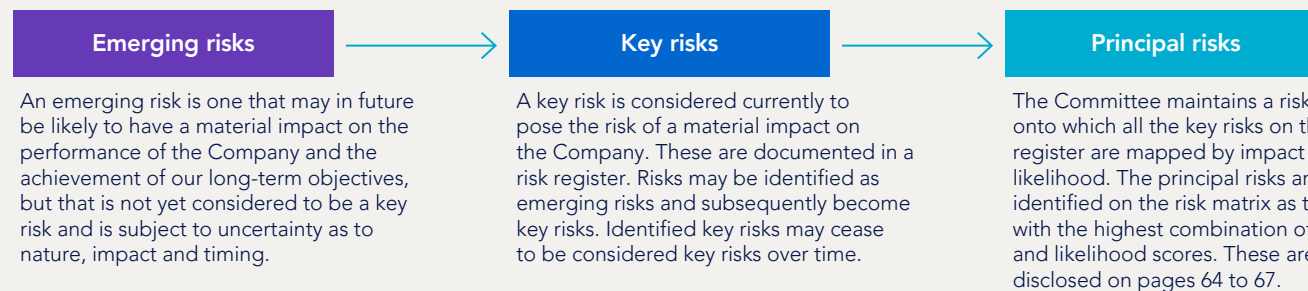 Emerging risks
An emerging risk is one that may in future
be likely to have a material impact on the
performance of the Company and the
achievement of our long-term objectives,
but that is not yet considered to be a key
risk and is subject to uncertainty as to
nature, impact and timing.
Key risks
A key risk is considered currently to
pose the risk of a material impact on
the Company. These are documented in a
risk register. Risks may be identified as
emerging risks and subsequently become
key risks. Identified key risks may cease
to be considered key risks over time.
Principal risks
The Committee maintains a risk
onto which all the key risks on
register are mapped by impact
likelihood. The principal risks
identified on the risk matrix as
with the highest combination
and likelihood scores. These
disclosed on pages 64 to 67.